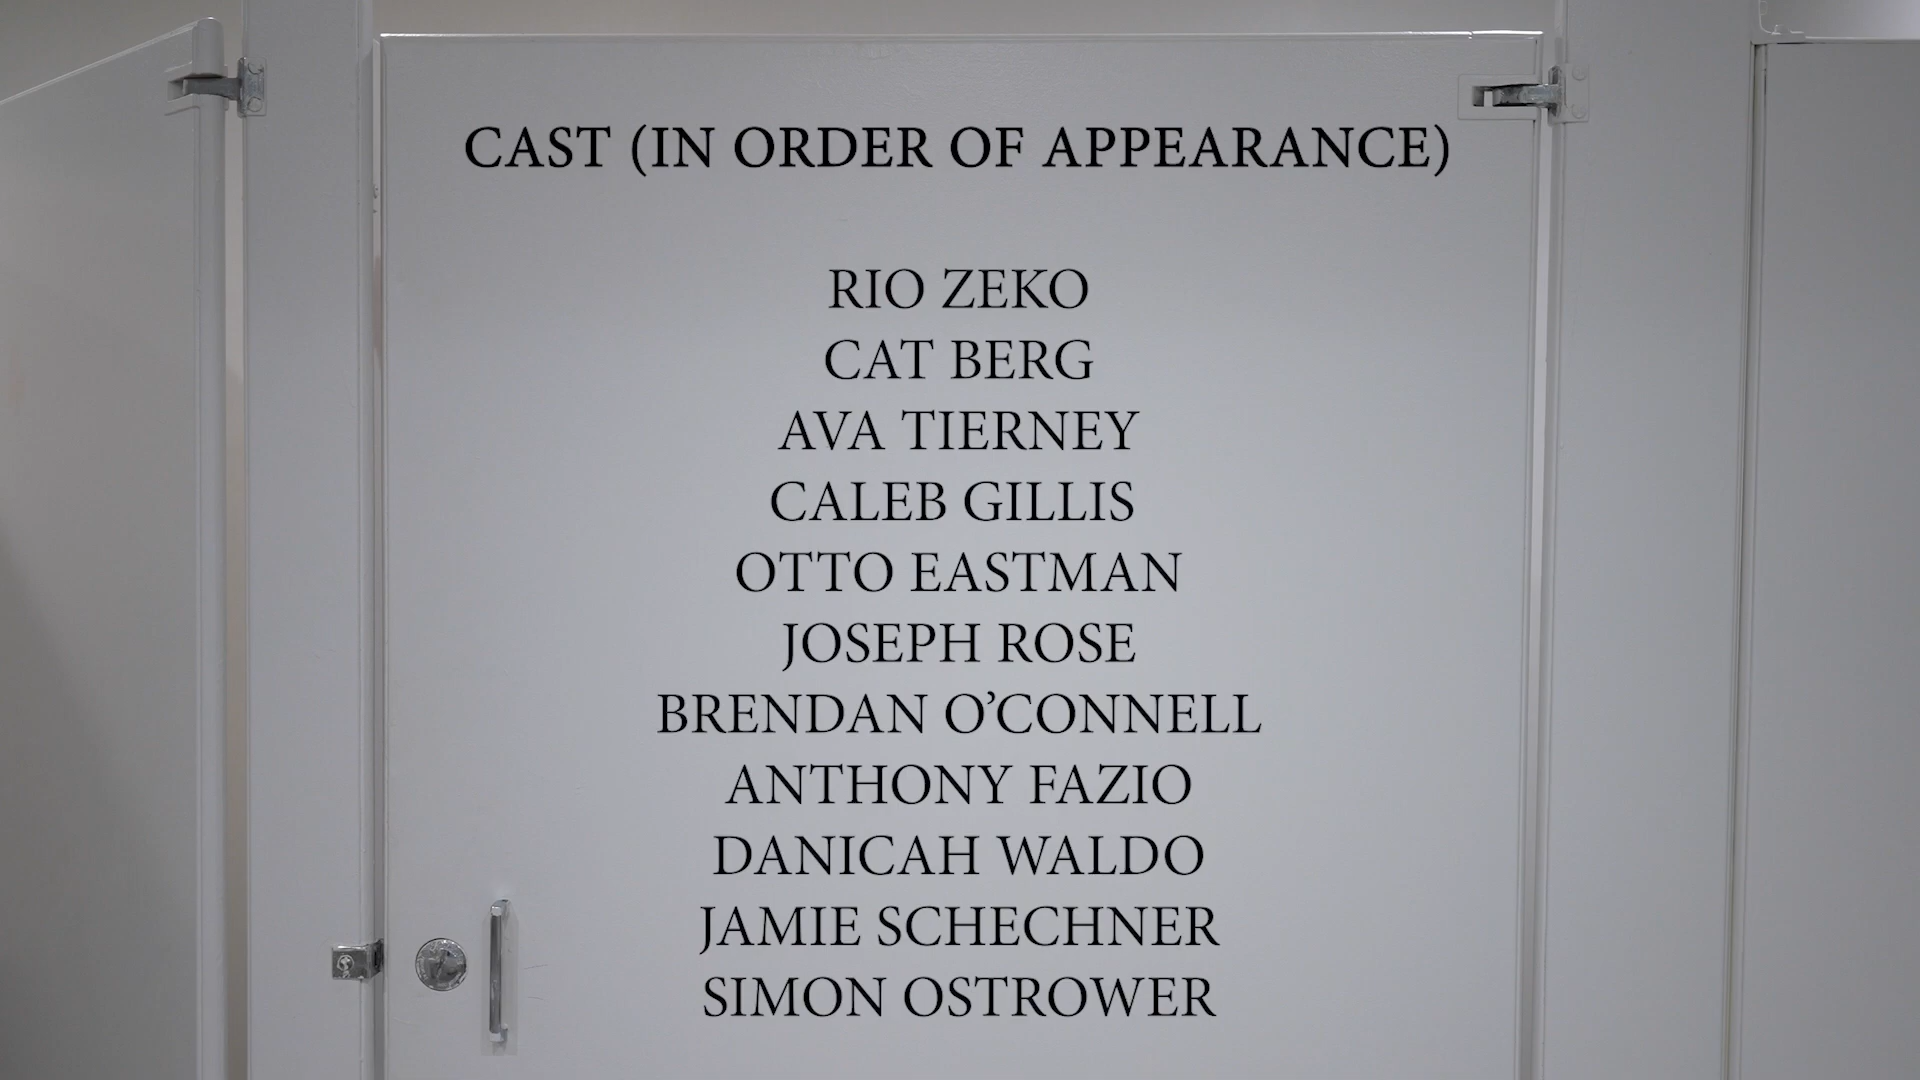 CAST (IN ORDER OF APPEARANCE)
RIO ZEKO
CAT BERG
AVA TIERNEY
CALEB GILLIS
OTTO EASTMAN
JOSEPH ROSE
BRENDAN O’CONNELL
ANTHONY FAZIO
DANICAH WALDO
JAMIE SCHECHNER
SIMON OSTROWER